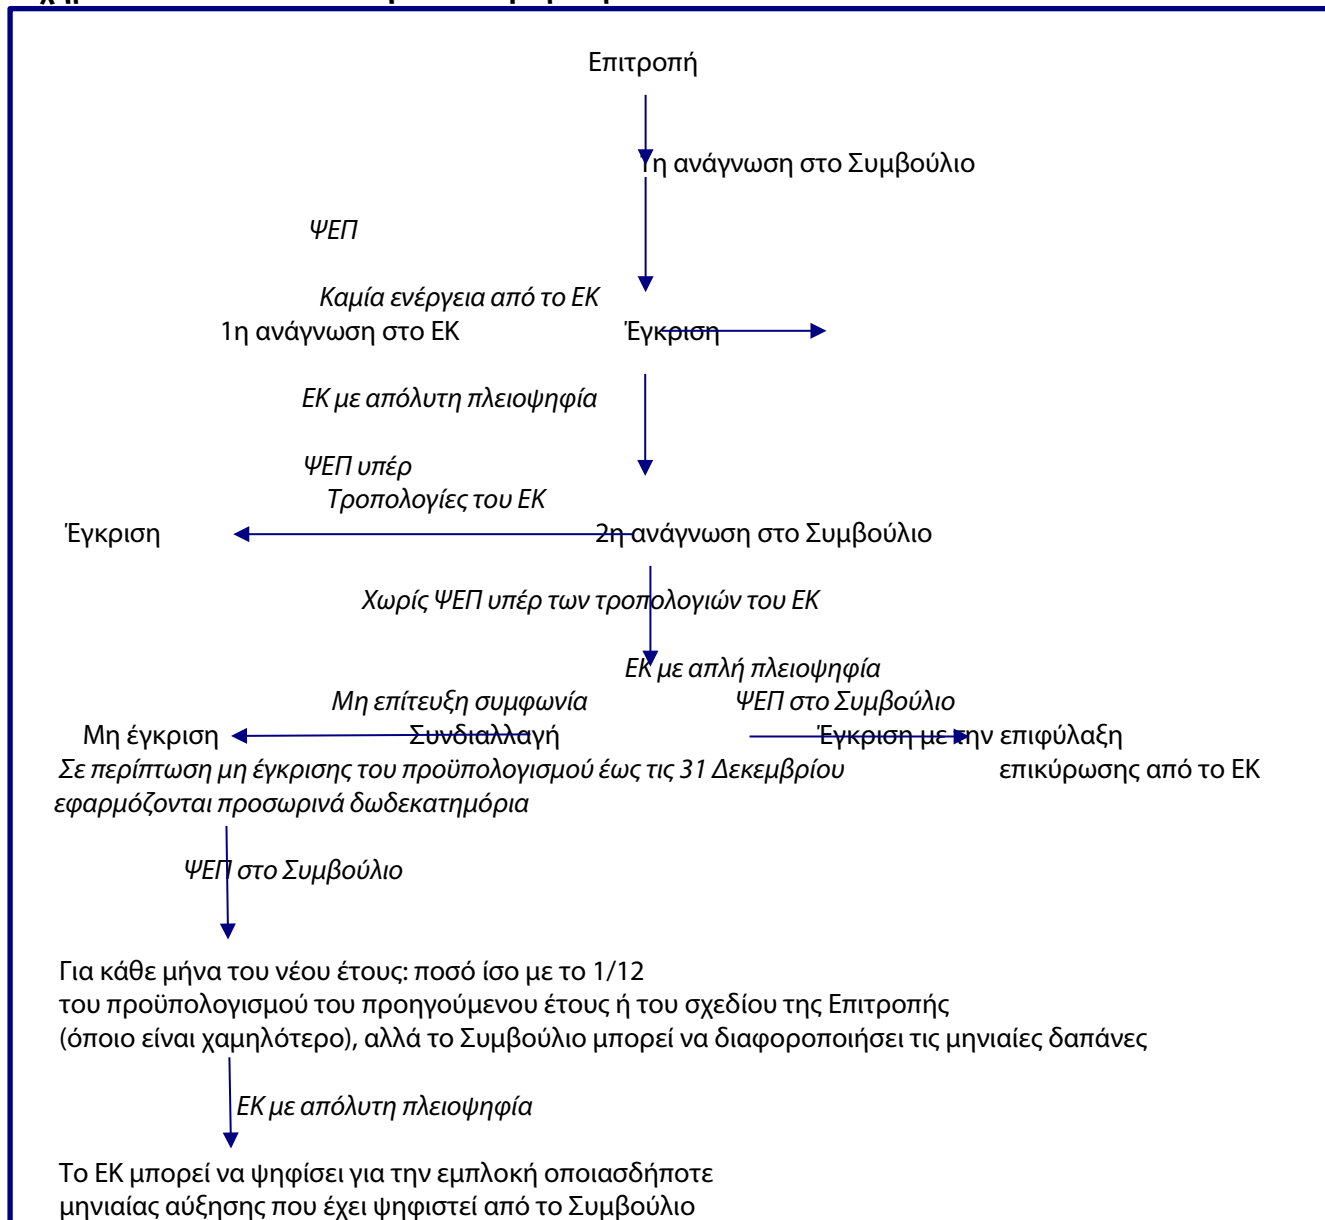 Επιτροπή
1η ανάγνωση στο Συμβούλιο
ΨΕΠ
Καμία ενέργεια από το ΕΚ
1η ανάγνωση στο ΕΚ Έγκριση
ΕΚ με απόλυτη πλειοψηφία
ΨΕΠ υπέρ
Τροπολογίες του ΕΚ
Έγκριση 2η ανάγνωση στο Συμβούλιο
Χωρίς ΨΕΠ υπέρ των τροπολογιών του ΕΚ
ΕΚ με απλή πλειοψηφία
Μη επίτευξη συμφωνία ΨΕΠ στο Συμβούλιο
Μη έγκριση Συνδιαλλαγή Έγκριση με την επιφύλαξη
Σε περίπτωση μη έγκρισης του προϋπολογισμού έως τις 31 Δεκεμβρίου επικύρωσης από το ΕΚ
εφαρμόζονται προσωρινά δωδεκατημόρια
ΨΕΠ στο Συμβούλιο
Για κάθε μήνα του νέου έτους: ποσό ίσο με το 1/12
του προϋπολογισμού του προηγούμενου έτους ή του σχεδίου της Επιτροπής
(όποιο είναι χαμηλότερο), αλλά το Συμβούλιο μπορεί να διαφοροποιήσει τις μηνιαίες δαπάνες
ΕΚ με απόλυτη πλειοψηφία
Το ΕΚ μπορεί να ψηφίσει για την εμπλοκή οποιασδήποτε
μηνιαίας αύξησης που έχει ψηφιστεί από το Συμβούλιο